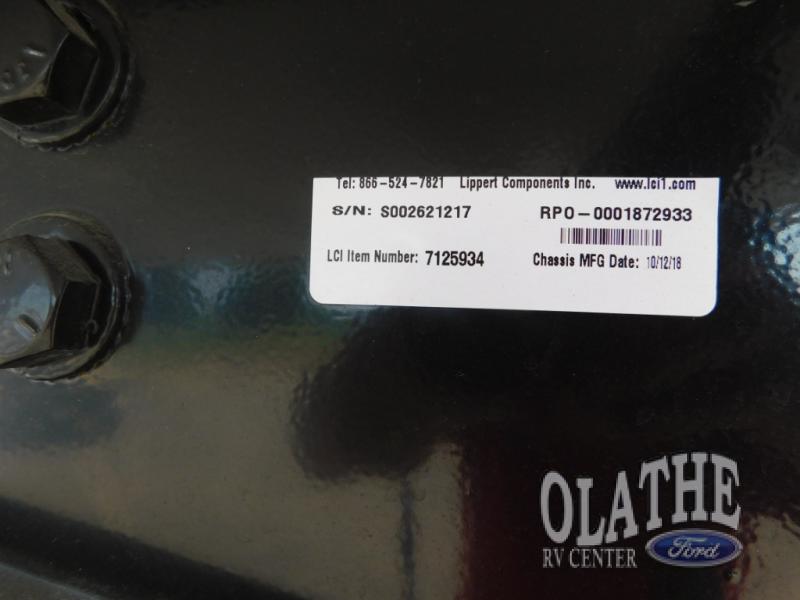 Tel: 866-524-7821 Lippert Components Inc. www.lci1.com
S/N: S002621217 RPO-0001872933
LCI Item Number: 7125934 Chassis MFG Date: 10/12/18
OLATHE
RV CENTER Ford